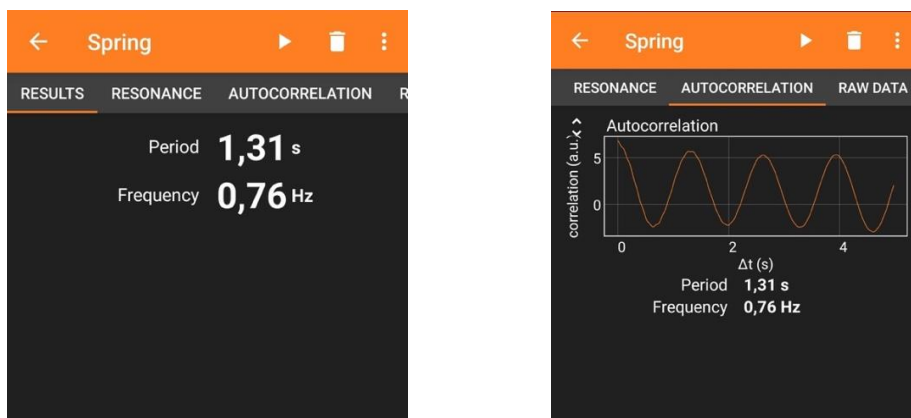 Spring
RESULTS RESONANCE AUTOCORRELATION R
Period 1,31 s
Frequency 0,76 Hz
Spring
RESONANCE AUTOCORRELATION RAW DATA
Autocorrelation
correlation (a.u.)
5
0
0 2 4
Δt (s)
Period 1,31 s
Frequency 0,76 Hz